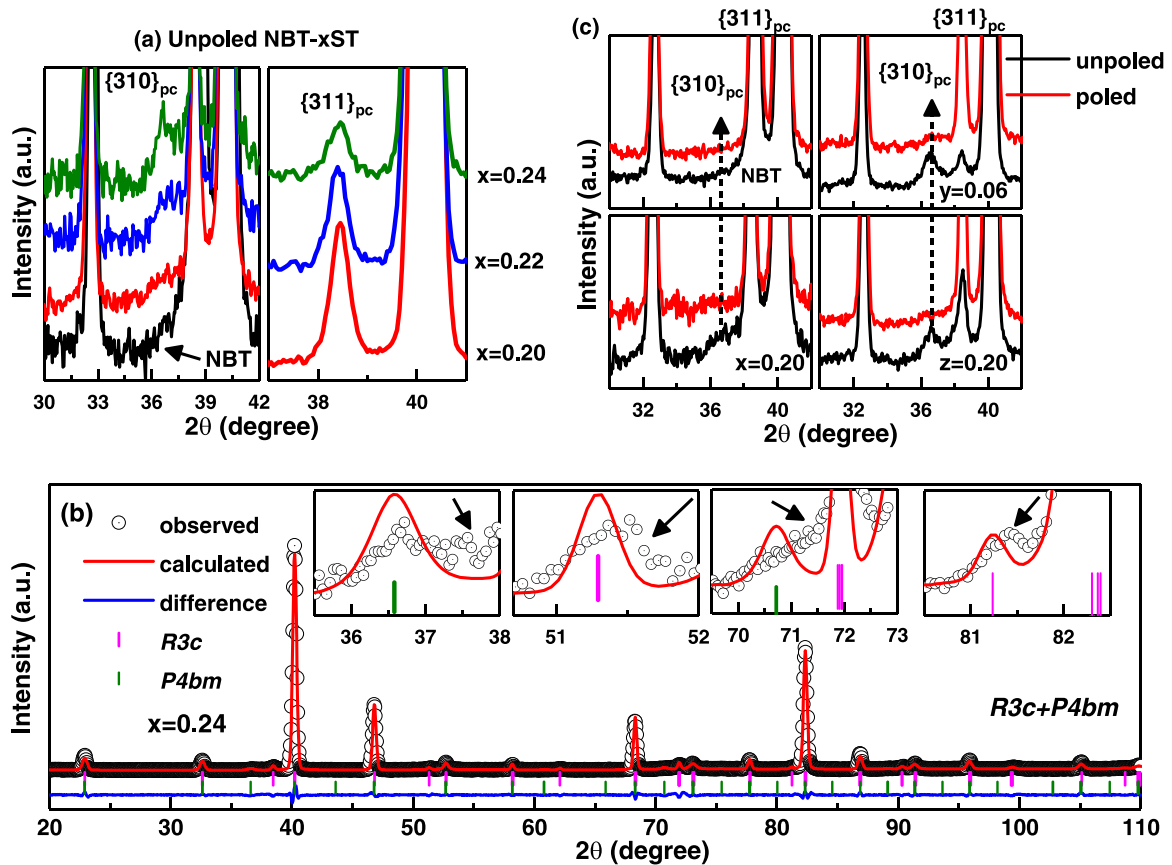 (a) Unpoled NBT-xST
{310}pc
{311}pc
x=0.24
x=0.22
x=0.20
NBT
Intensity (a.u.)
30 33 36 39 42
38 40
2θ (degree)
(c)
{311}pc
{311}pc
{310}pc
{310}pc
unpoled
poled
NBT
y=0.06
x=0.20
z=0.20
Intensity (a.u.)
32 36 40
32 36 40
2θ (degree)
(b)
observed
calculated
difference
R3c
P4bm
x=0.24
36 37 38
51 52
70 71 72 73
81 82
R3c+P4bm
Intensity (a.u.)
20 30 40 50 60 70 80 90 100 110
2θ (degree)